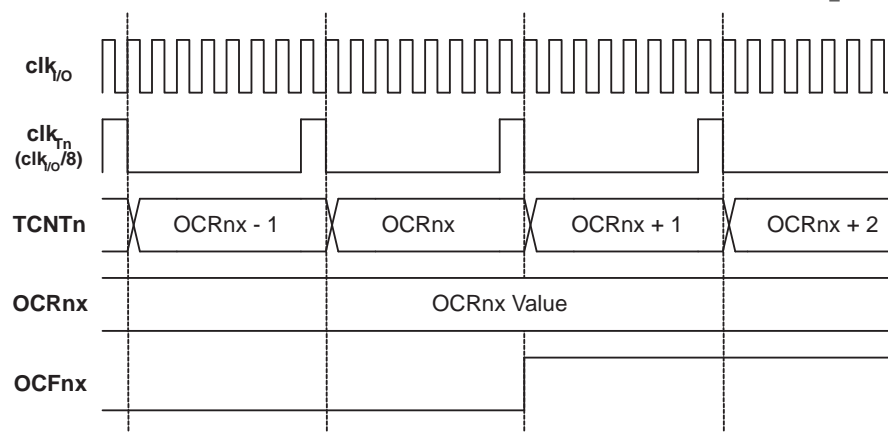 clkI/O
clkTn
(clkI/O/8)
TCNTn OCRnx - 1 OCRnx OCRnx + 1 OCRnx + 2
OCRnx OCRnx Value
OCFnx